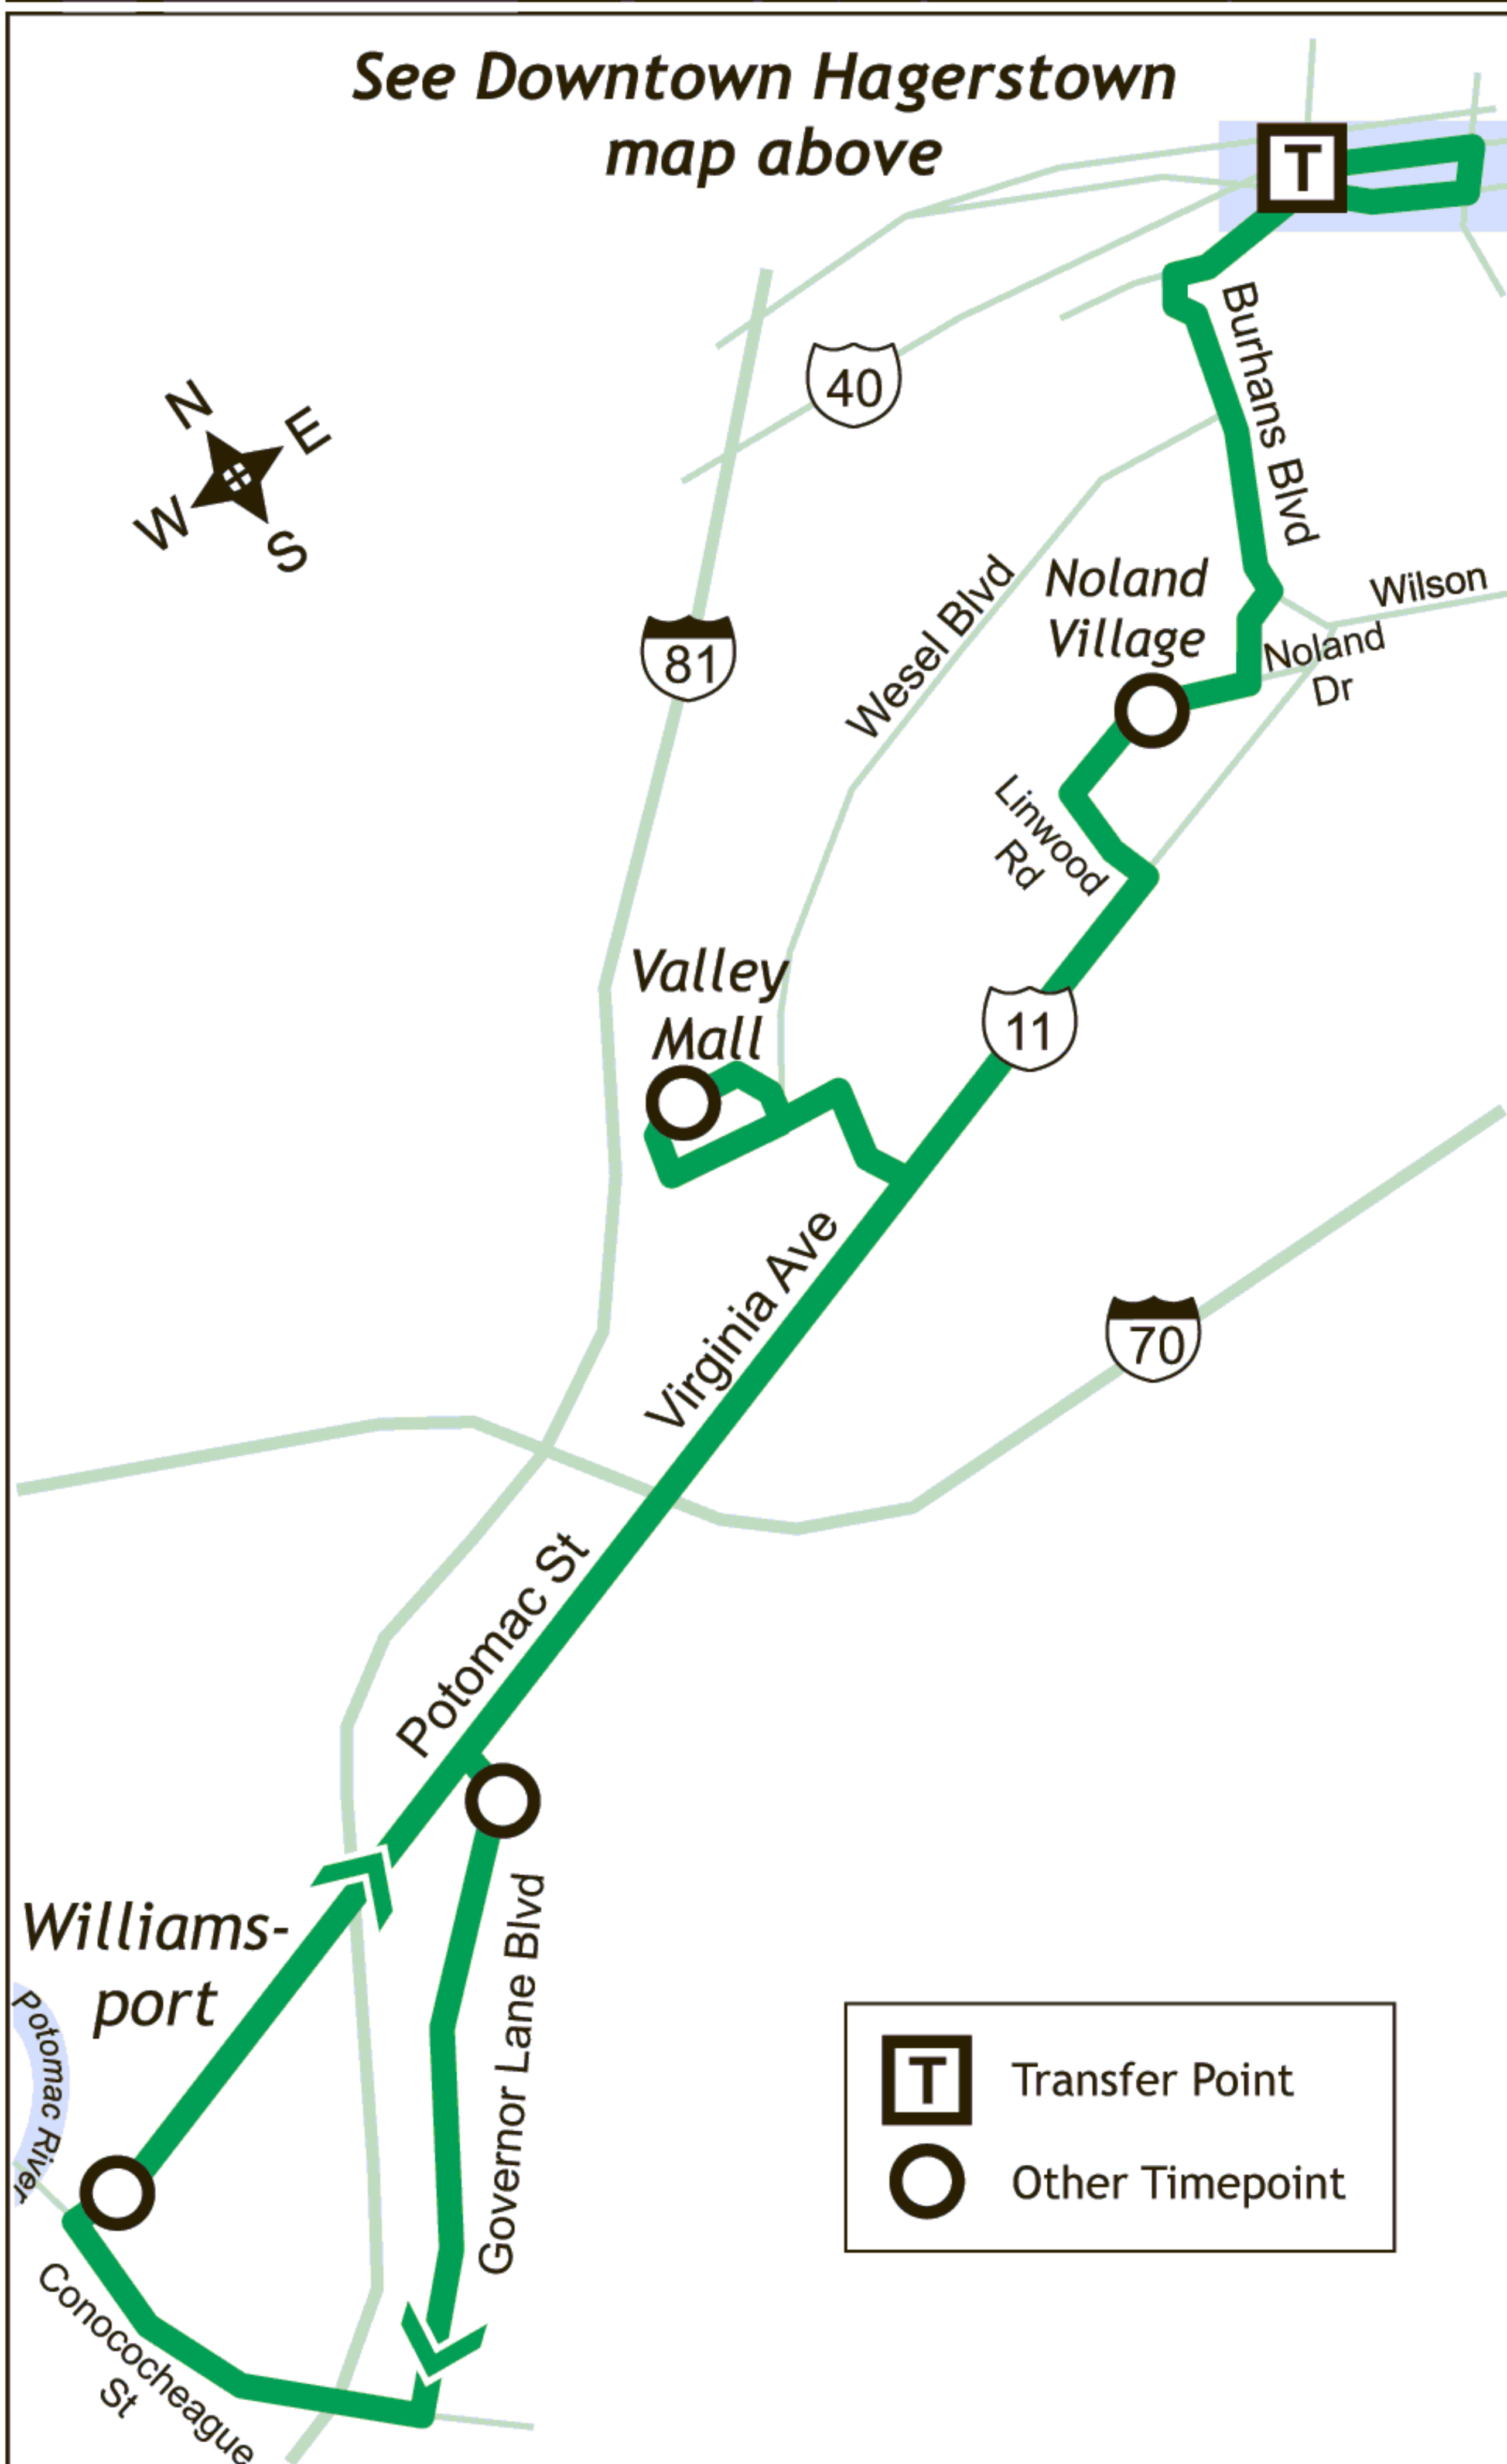 See Downtown Hagerstown
map above
T
Burhans Blvd
40
N
E
W
S
Noland
Village
Wilson
Noland
Dr
81
Wesel Blvd
Linwood
Rd
Valley
Mall
11
Virginia Ave
70
Potomac St
Williams-
port
Potomac River
Governor Lane Blvd
T Transfer Point
Other Timepoint
Conococheague
St